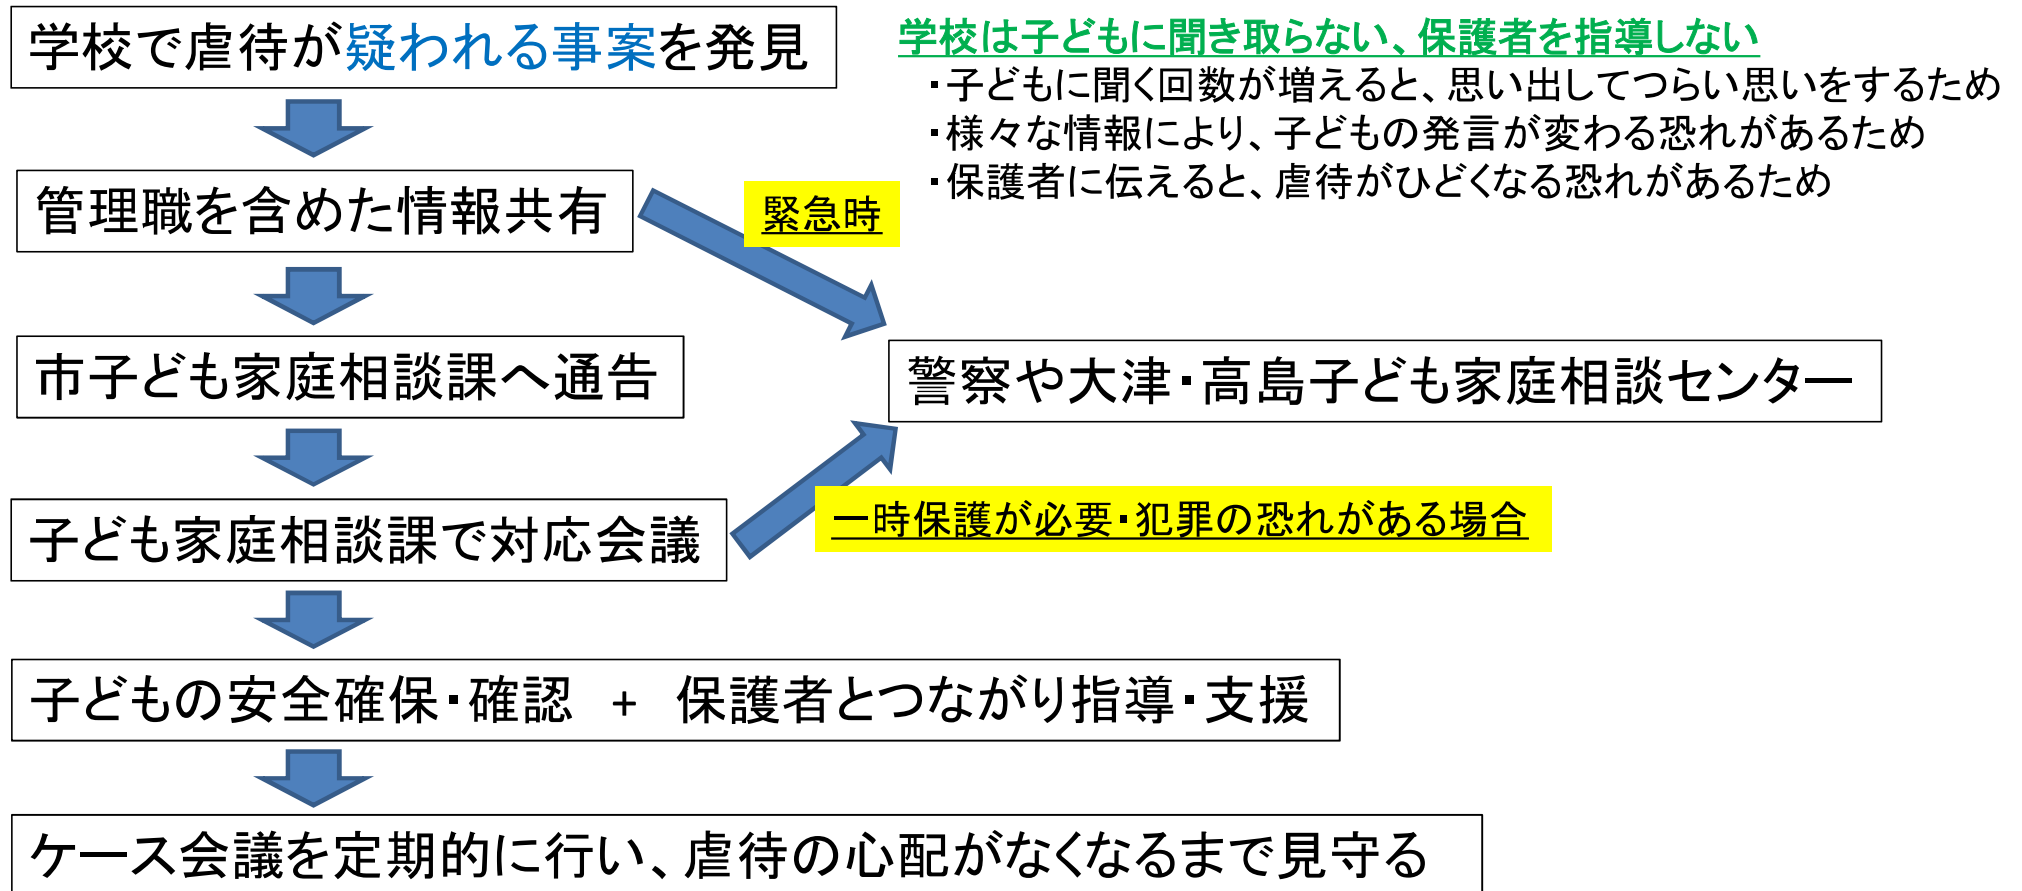 学校で虐待が疑われる事案を発見
学校は子どもに聞き取らない、保護者を指導しない
・子どもに聞く回数が増えると、思い出してつらい思いをするため
・様々な情報により、子どもの発言が変わる恐れがあるため
・保護者に伝えると、虐待がひどくなる恐れがあるため
管理職を含めた情報共有
緊急時
市子ども家庭相談課へ通告
警察や大津・高島子ども家庭相談センター
子ども家庭相談課で対応会議
一時保護が必要・犯罪の恐れがある場合
子どもの安全確保・確認 + 保護者とつながり指導・支援
ケース会議を定期的に行い、虐待の心配がなくなるまで見守る